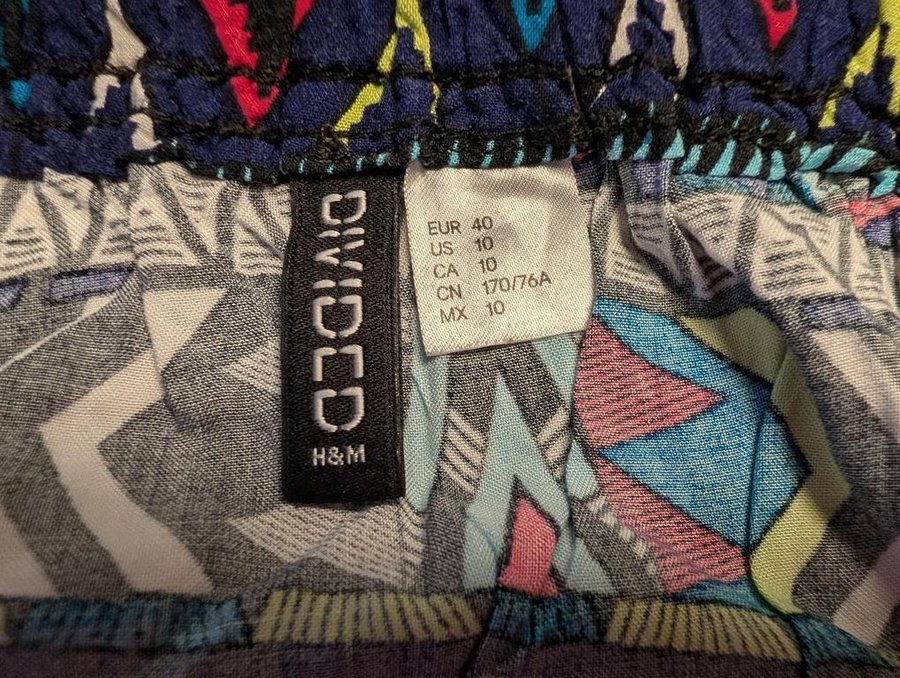 DIVIDED
H&M
EUR 40
US 10
CA 10
CN 170/76A
MX 10